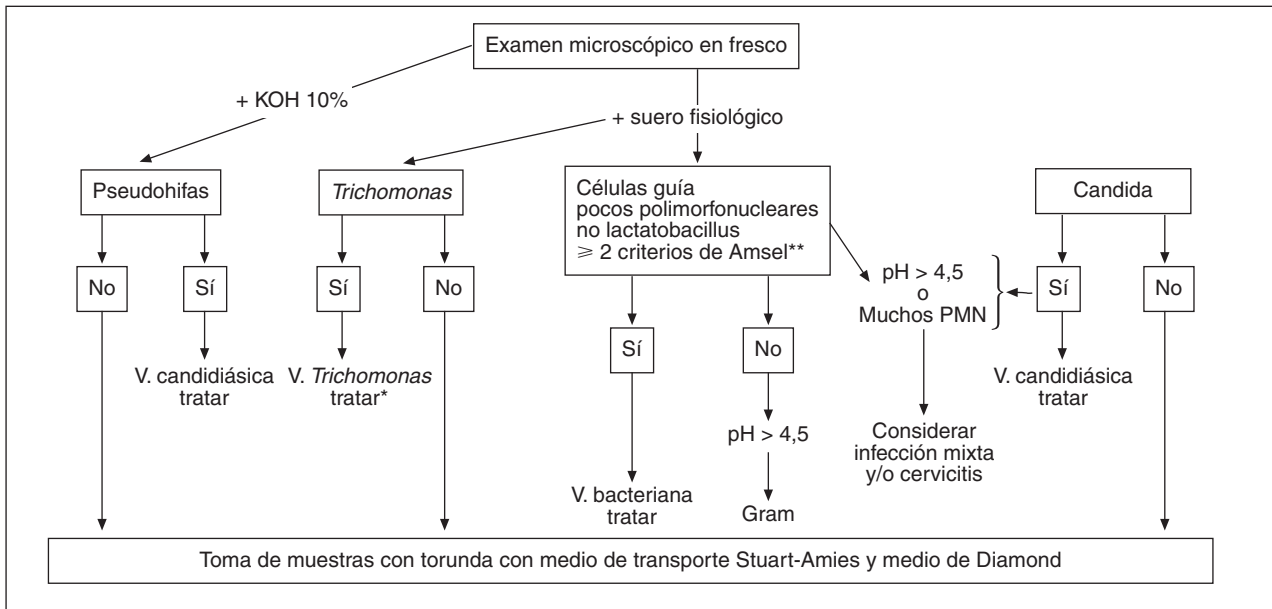 Examen microscópico en fresco
+ KOH 10%
+ suero fisiológico
Pseudohifas
Trichomonas
Células guía
pocos polimorfonucleares
no lactatobacillus
≥ 2 criterios de Amsel**
Candida
No
Sí
Sí
No
pH > 4,5
o
Muchos PMN
Sí
No
Sí
No
V. candidiásica
tratar
V. Trichomonas
tratar*
V. candidiásica
tratar
pH > 4,5
Considerar
infección mixta
y/o cervicitis
V. bacteriana
tratar
Gram
Toma de muestras con torunda con medio de transporte Stuart-Amies y medio de Diamond